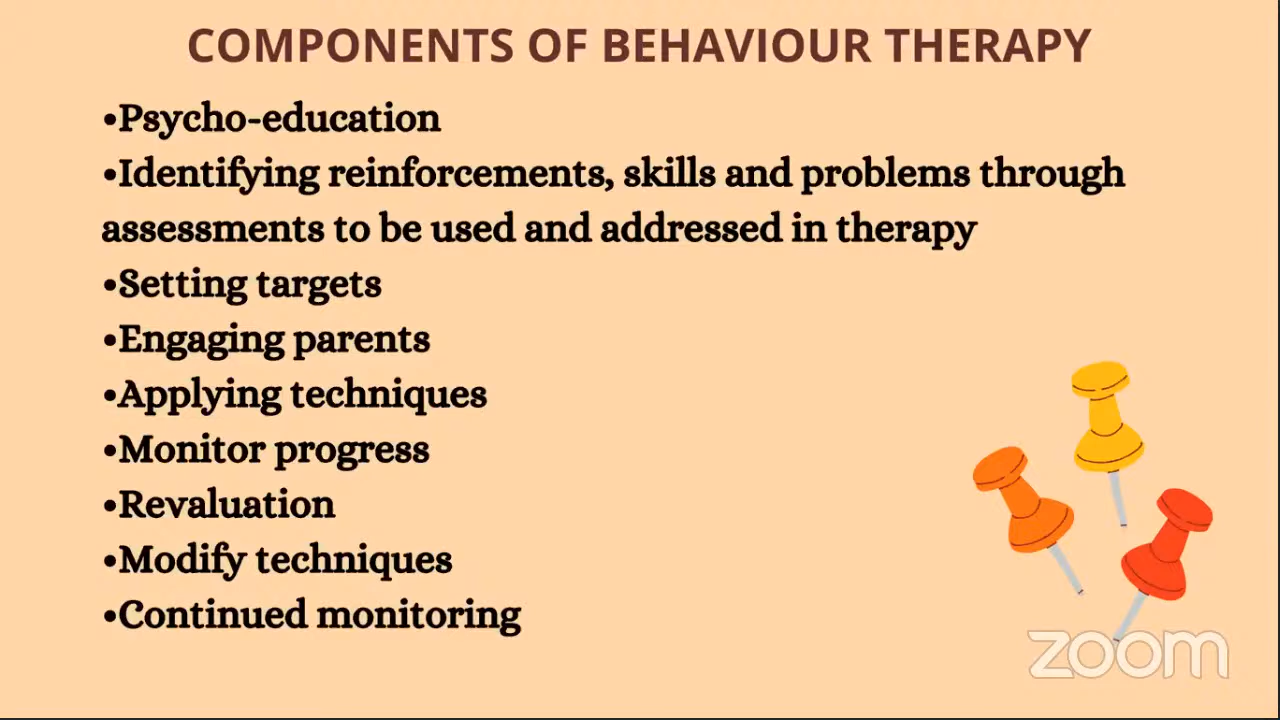 COMPONENTS OF BEHAVIOUR THERAPY
•Psycho-education
•Identifying reinforcements, skills and problems through
assessments to be used and addressed in therapy
•Setting targets
•Engaging parents
•Applying techniques
•Monitor progress
•Revaluation
•Modify techniques
•Continued monitoring
zoom